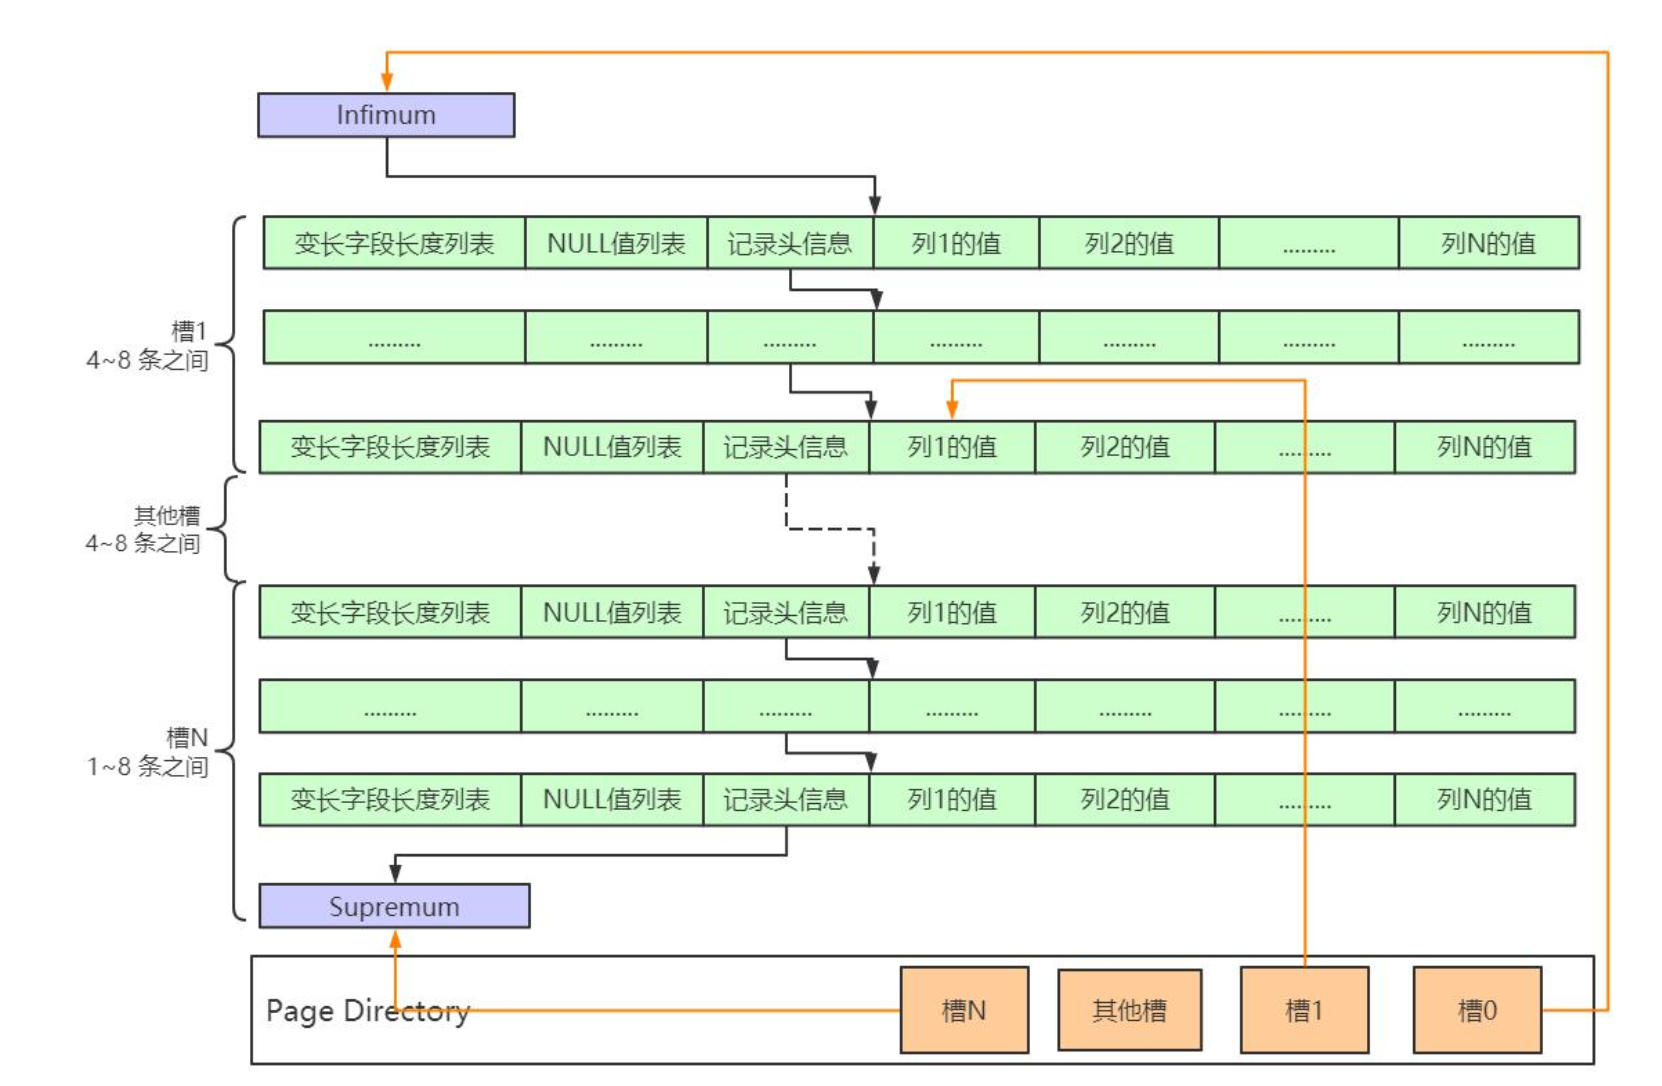 Infimum
变长字段长度列表 NULL值列表 记录头信息 列1的值 列2的值 ......... 列N的值
槽1
4~8 条之间
......... ......... ......... ......... ......... ......... .........
变长字段长度列表 NULL值列表 记录头信息 列1的值 列2的值 ......... 列N的值
其他槽
4~8 条之间
变长字段长度列表 NULL值列表 记录头信息 列1的值 列2的值 ......... 列N的值
槽N
1~8 条之间
......... ......... ......... ......... ......... ......... .........
变长字段长度列表 NULL值列表 记录头信息 列1的值 列2的值 ......... 列N的值
Supremum
Page Directory 槽N 其他槽 槽1 槽0